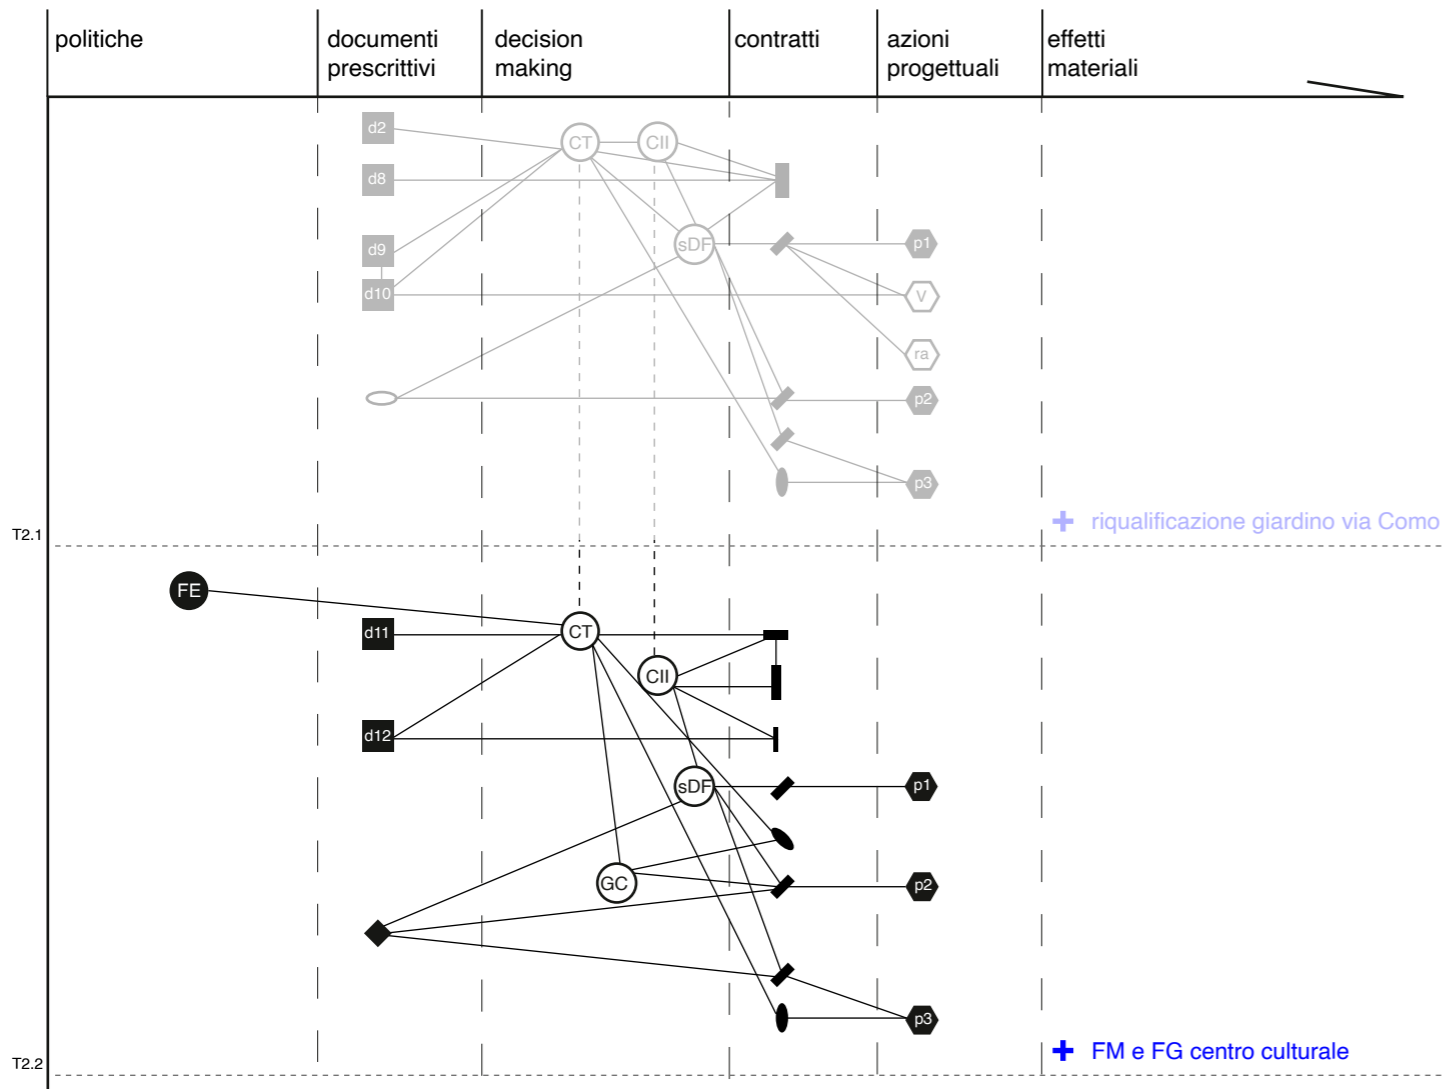 politiche
documenti
prescrittivi
decision
making
contratti
azioni
progettuali
effetti
materiali
d2
CT
CII
d8
d9
sDF
p1
d10
V
ra
p2
p3
riqualificazione giardino via Como
T2.1
FE
d11
CT
CII
d12
sDF
p1
GC
p2
p3
FM e FG centro culturale
T2.2